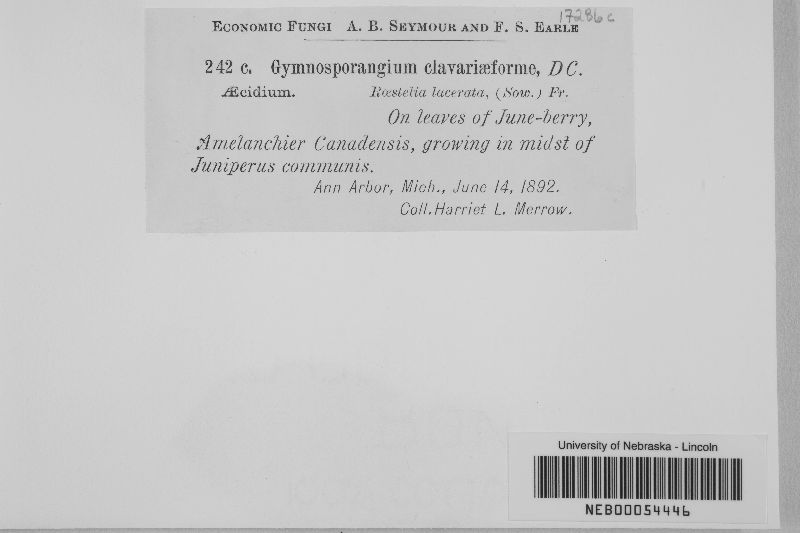 17286c
ECONOMIC FUNGI A. B. SEYMOUR AND F. S. EARLE
242 c. Gymnosporangium clavariæforme, DC.
Æcidium. Rœstelia lacerata, (Sow.) Fr.
On leaves of June-berry,
Amelanchier Canadensis, growing in midst of
Juniperus communis.
Ann Arbor, Mich., June 14, 1892.
Coll. Harriet L. Merrow.
University of Nebraska - Lincoln
NEB00054446